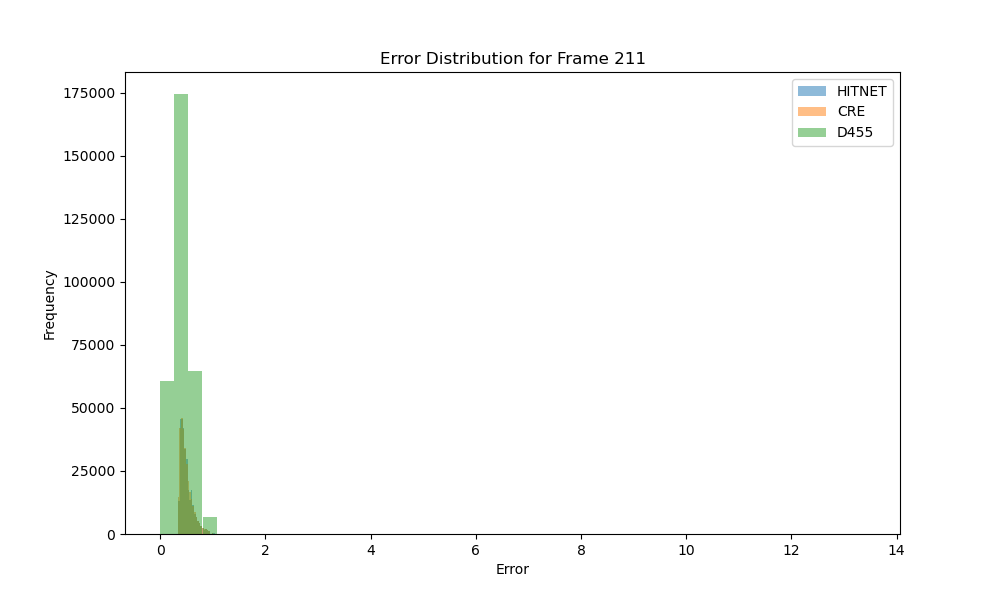 Error Distribution for Frame 211
HITNET
CRE
D455
175000
150000
125000
100000
75000
50000
25000
0
Frequency
0 2 4 6 8 10 12 14
Error